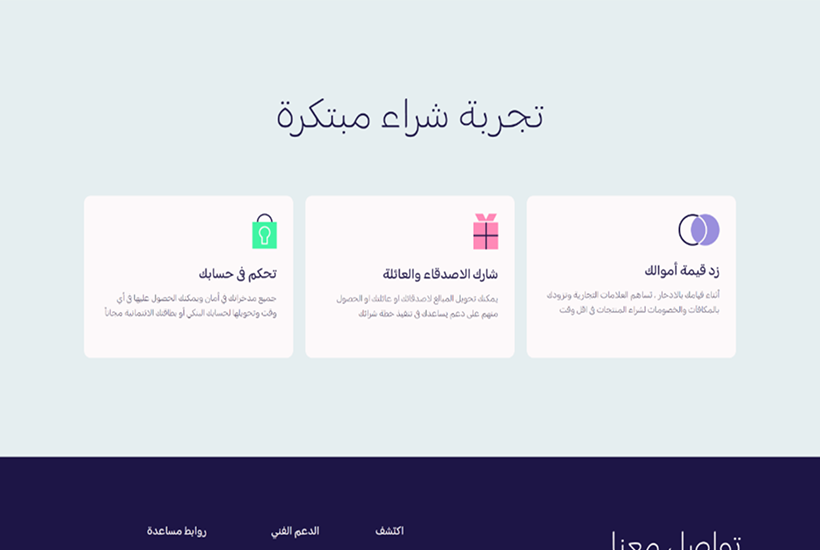 تجربة شراء مبتكرة
زد قيمة أموالك
أثناء قيامك بالادخار ، تساهم العلامات التجارية وتزودك
بالمكافآت والخصومات لشراء المنتجات في اقل وقت
شارك الاصدقاء والعائلة
يمكنك تحويل المبالغ لاصدقائك او عائلتك او الحصول
منهم على دعم يساعدك في تنفيذ خطة شرائك
تحكم في حسابك
جميع مدخراتك في أمان ويمكنك الحصول عليها في أي
وقت وتحويلها لحسابك البنكي أو بطاقتك الائتمانية مجاناً
تواصل معنا
اكتشف
الدعم الفني
روابط مساعدة